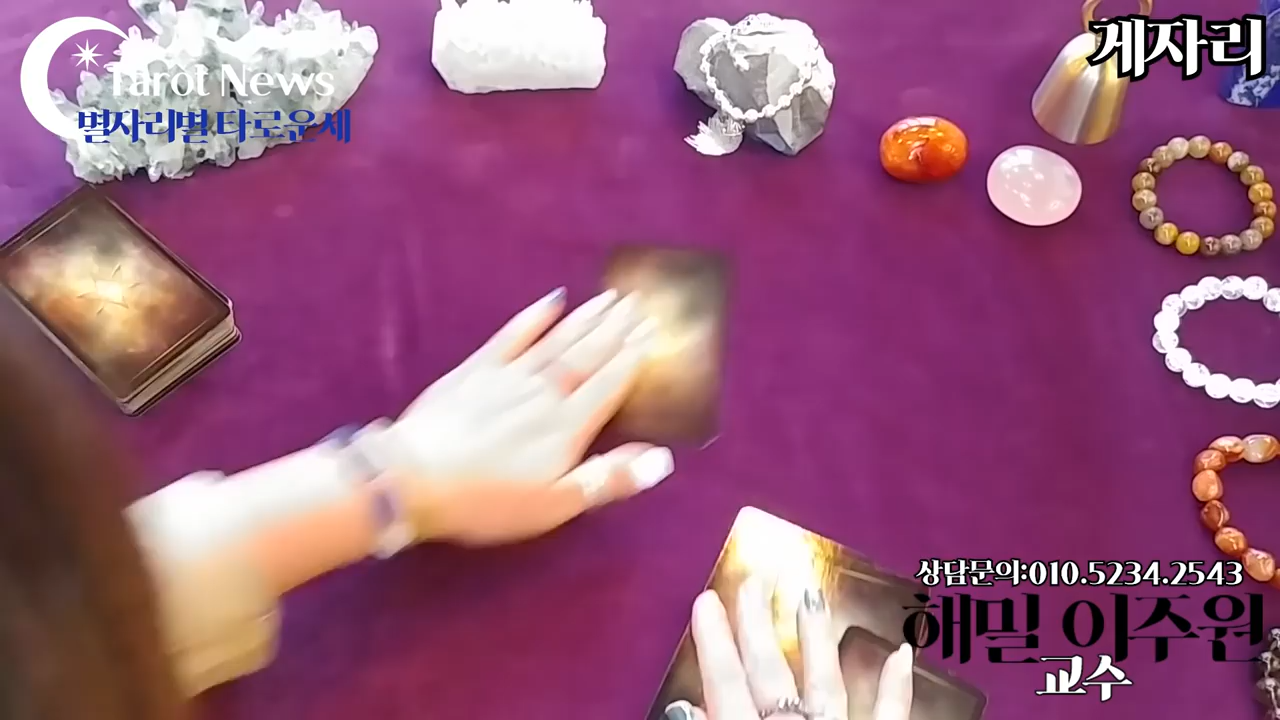 게자리
Tarot News
별자리별 타로운세
상담문의:010.5234.2543
해밀 이주원
교수